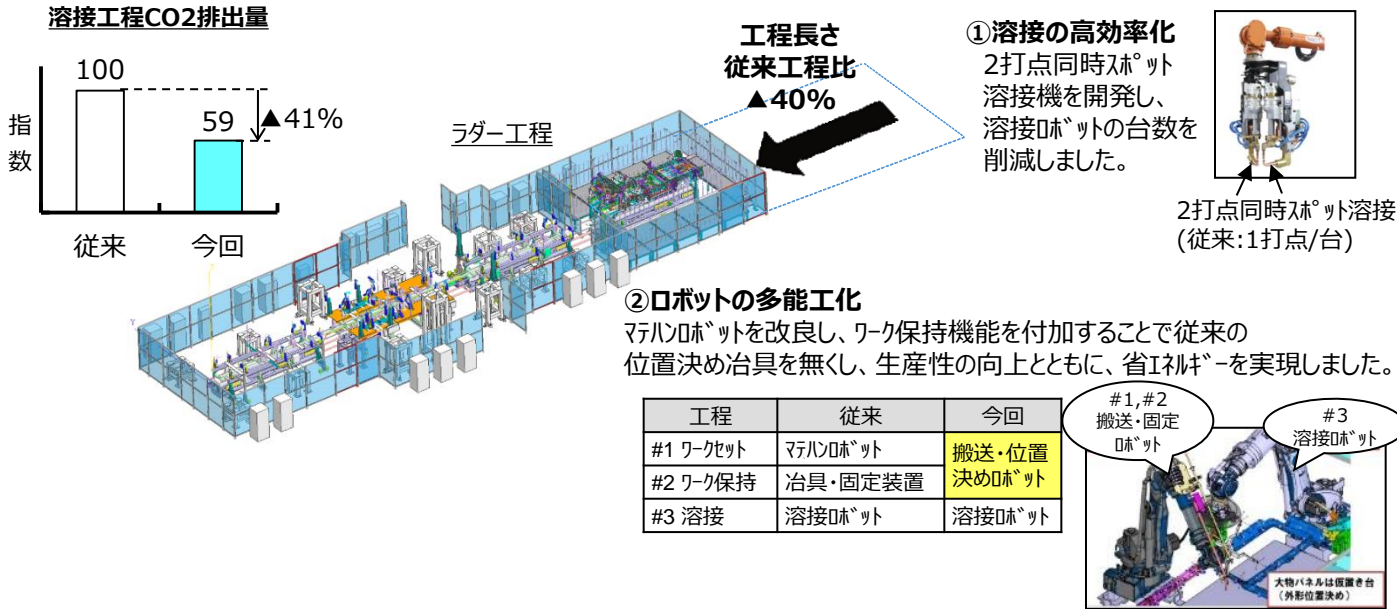 溶接工程CO2排出量
100
59
▲41%
指
数
従来
今回
ラダー工程
工程長さ
従来工程比
▲40%
①溶接の高効率化
2打点同時ｽﾎﾟｯﾄ
溶接機を開発し、
溶接ﾛﾎﾞｯﾄの台数を
削減しました。
2打点同時ｽﾎﾟｯﾄ溶接
(従来:1打点/台)
②ロボットの多能工化
ﾏﾃﾊﾝﾛﾎﾞｯﾄを改良し、ﾜｰｸ保持機能を付加することで従来の
位置決め冶具を無くし、生産性の向上とともに、省ｴﾈﾙｷﾞｰを実現しました。
工程 従来 今回
#1 ﾜｰｸｾｯﾄ ﾏﾃﾊﾝﾛﾎﾞｯﾄ 搬送・位置
決めﾛﾎﾞｯﾄ
#2 ﾜｰｸ保持 冶具・固定装置
#3 溶接 溶接ﾛﾎﾞｯﾄ 溶接ﾛﾎﾞｯﾄ
#1,#2
搬送・固定
ﾛﾎﾞｯﾄ
#3
溶接ﾛﾎﾞｯﾄ
大物パネルは仮置き台
（外形位置決め）